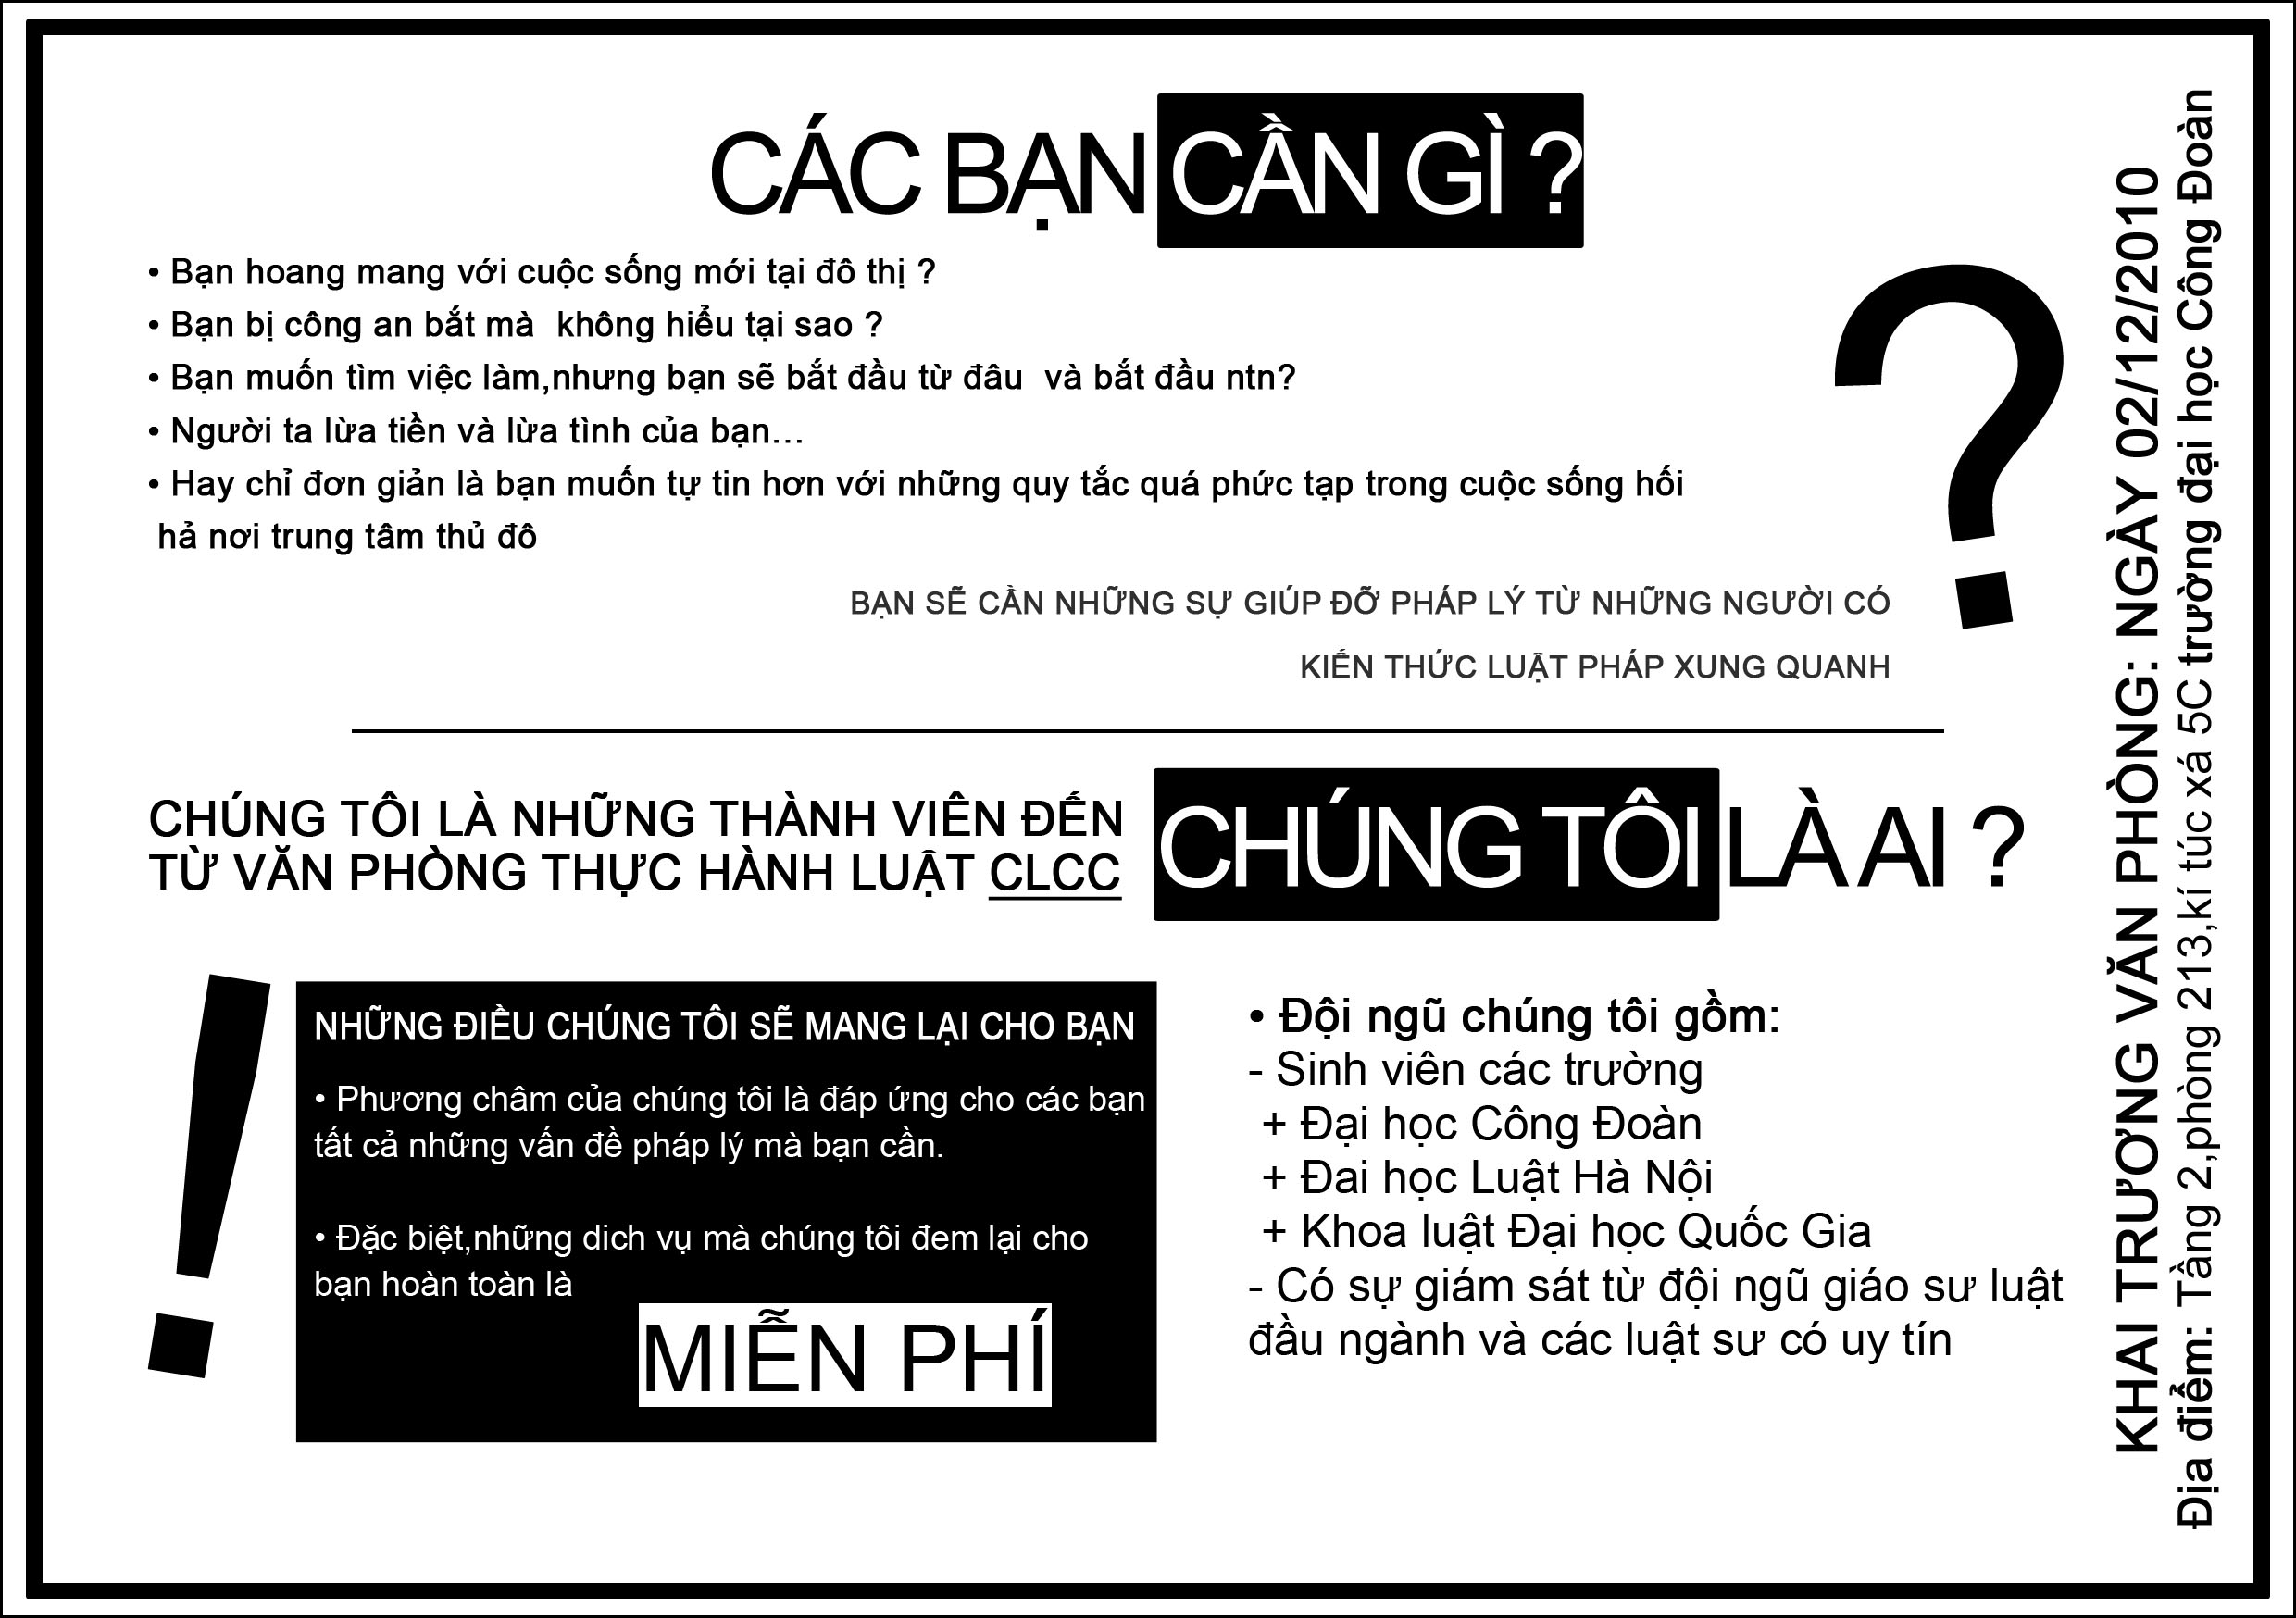 CÁC BẠN CẦN GÌ ?
• Bạn hoang mang với cuộc sống mới tại đô thị ?
• Bạn bị công an bắt mà  không hiểu tại sao ?
• Bạn muốn tìm việc làm,nhưng bạn sẽ bắt đầu từ đâu  và bắt đầu ntn?
• Người ta lừa tiền và lừa tình của bạn...
• Hay chỉ đơn giản là bạn muốn tự tin hơn với những quy tắc quá phức tạp trong cuộc sống hối
hả nơi trung tâm thủ đô
?
BẠN SẼ CẦN NHỮNG SỰ GIÚP ĐỠ PHÁP LÝ TỪ NHỮNG NGƯỜI CÓ
KIẾN THỨC LUẬT PHÁP XUNG QUANH
CHÚNG TÔI LÀ AI ?
CHÚNG TÔI LÀ NHỮNG THÀNH VIÊN ĐẾN
TỪ VĂN PHÒNG THỰC HÀNH LUẬT CLCC
!
NHỮNG ĐIỀU CHÚNG TÔI SẼ MANG LẠI CHO BẠN
• Phương châm của chúng tôi là đáp ứng cho các bạn
tất cả những vấn đề pháp lý mà bạn cần.
• Đặc biệt,những dich vụ mà chúng tôi đem lại cho
bạn hoàn toàn là
MIỄN PHÍ
• Đội ngũ chúng tôi gồm:
- Sinh viên các trường
+ Đại học Công Đoàn
+ Đai học Luật Hà Nội
+ Khoa luật Đại học Quốc Gia
- Có sự giám sát từ đội ngũ giáo sư luật
đầu ngành và các luật sư có uy tín
KHAI TRƯƠNG VĂN PHÒNG: NGÀY 02/12/2010
Địa điểm: Tầng 2,phòng 213,kí túc xá 5C trường đại học Công Đoàn